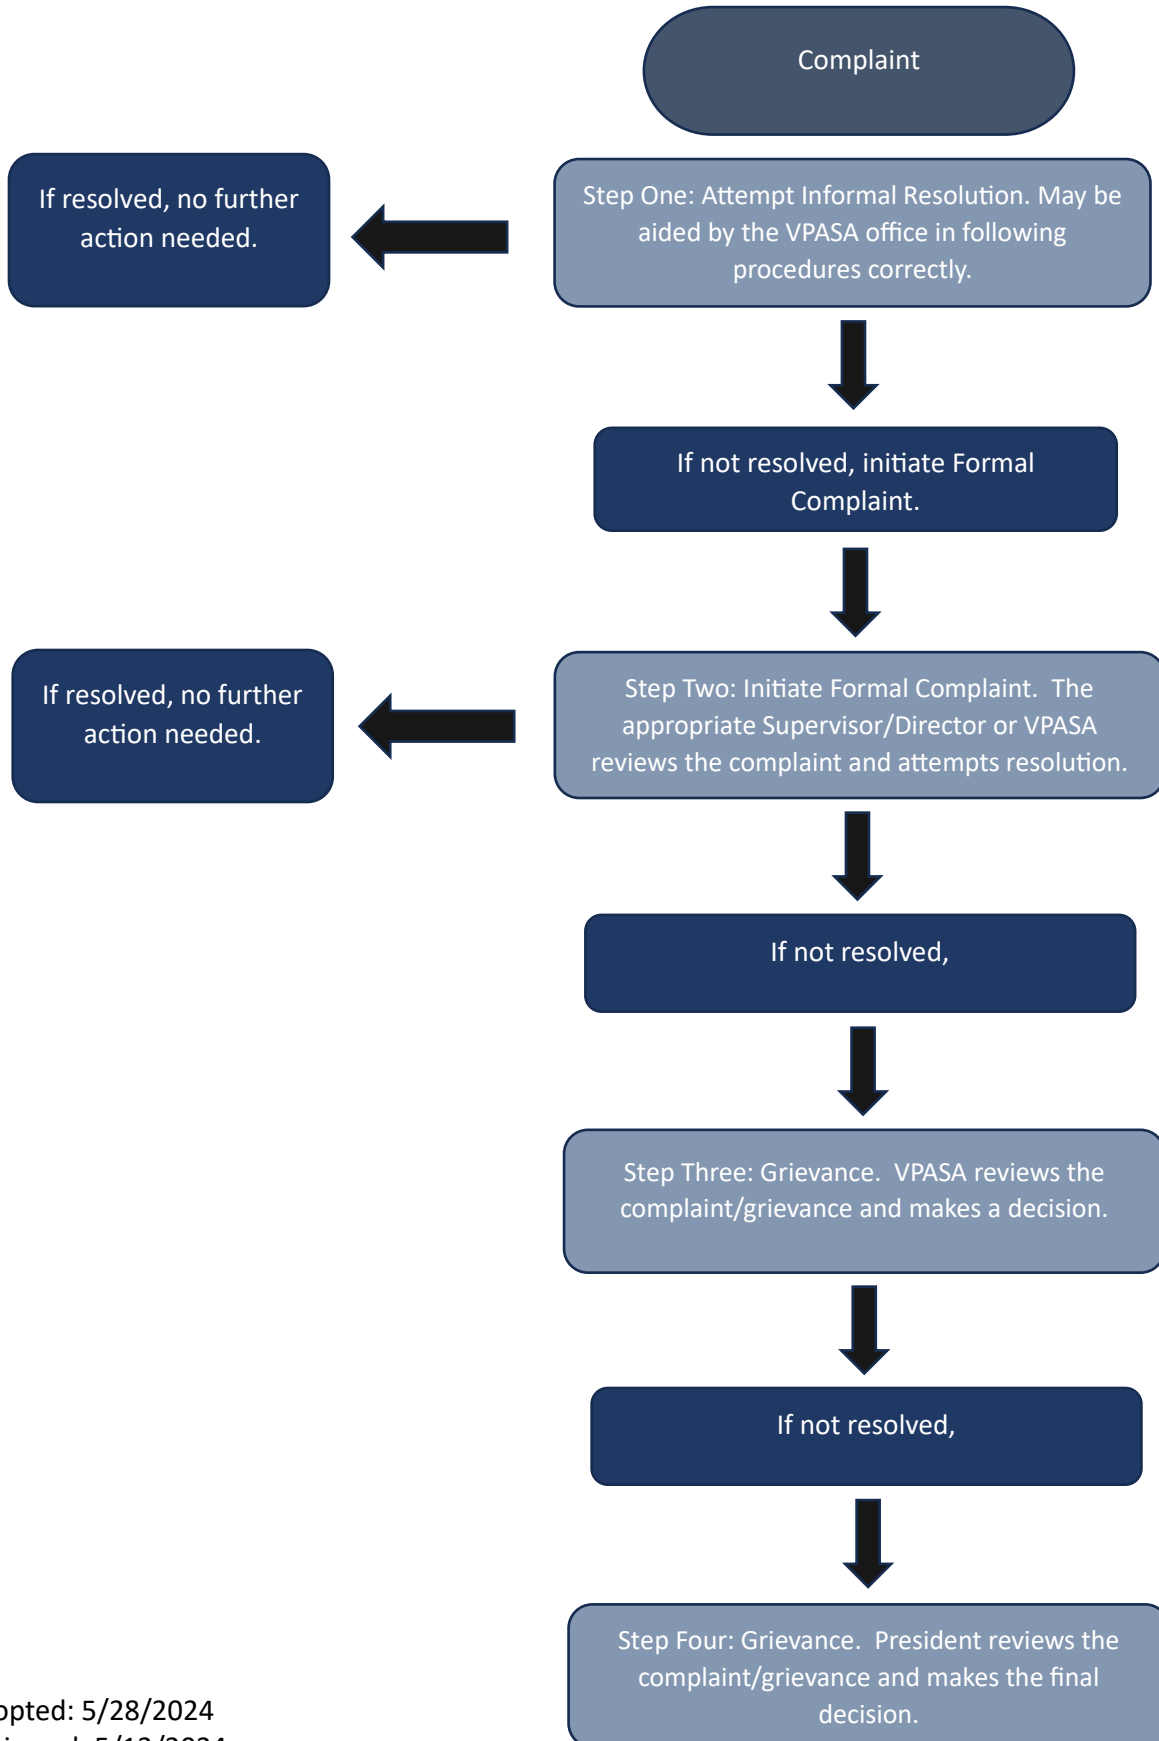 Complaint
If resolved, no further
action needed.
Step One: Attempt Informal Resolution. May be
aided by the VPASA office in following
procedures correctly.
If not resolved, initiate Formal
Complaint.
If resolved, no further
action needed.
Step Two: Initiate Formal Complaint.  The
appropriate Supervisor/Director or VPASA
reviews the complaint and attempts resolution.
If not resolved,
Step Three: Grievance.  VPASA reviews the
complaint/grievance and makes a decision.
If not resolved,
Step Four: Grievance.  President reviews the
complaint/grievance and makes the final
decision.
opted: 5/28/2024
5/13/2024